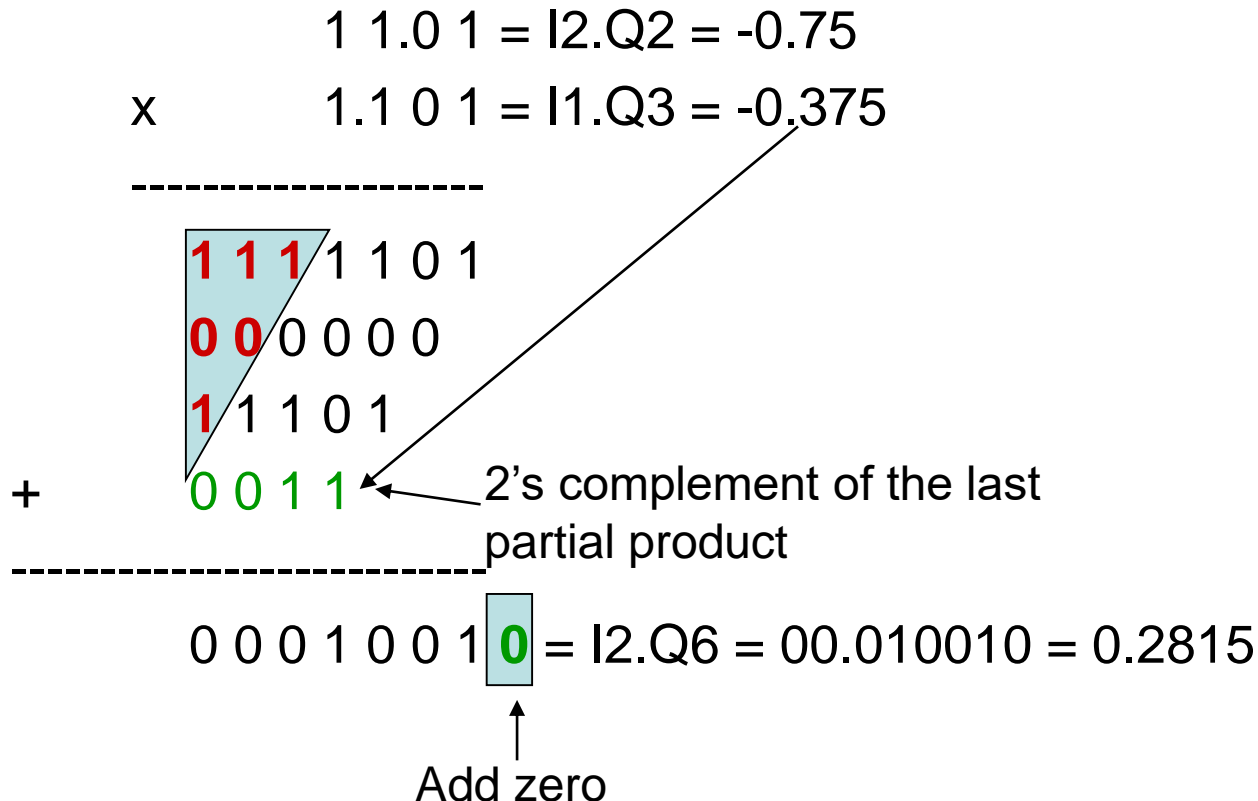 1 1.0 1 = I2.Q2 = -0.75
x 1.1 0 1 = I1.Q3 = -0.375
--------------------
1 1 1 1 1 0 1
0 0 0 0 0 0
1 1 1 0 1
+ 0 0 1 1 2's complement of the last
partial product
---------------------------
0 0 0 1 0 0 1 0 = I2.Q6 = 00.010010 = 0.2815
Add zero